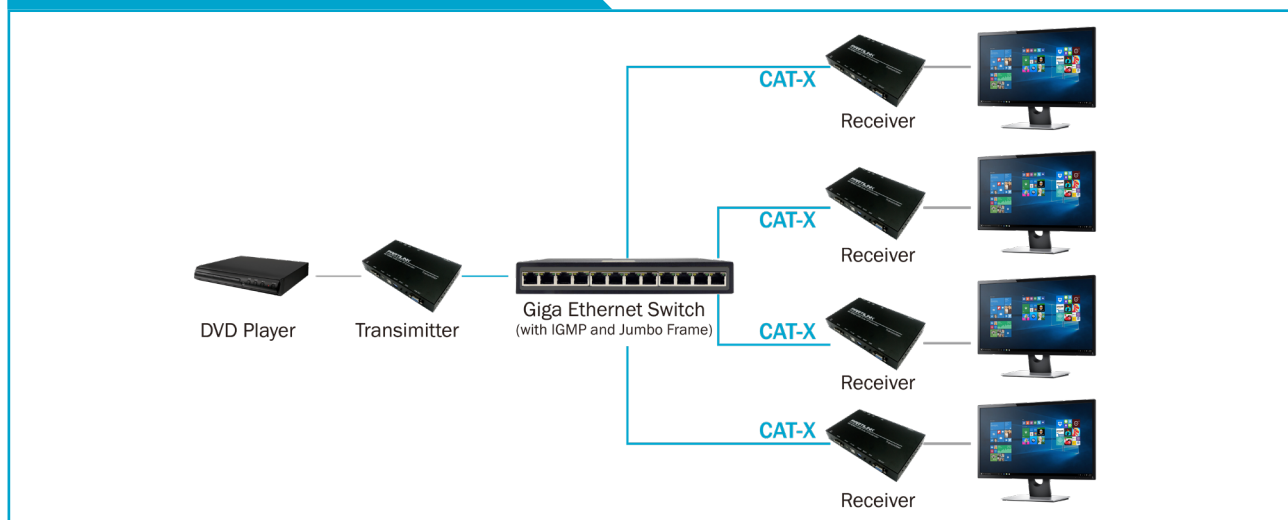 CAT-X
Receiver
CAT-X
Receiver
DVD Player
Transimitter
Giga Ethernet Switch
(with IGMP and Jumbo Frame)
CAT-X
Receiver
CAT-X
Receiver